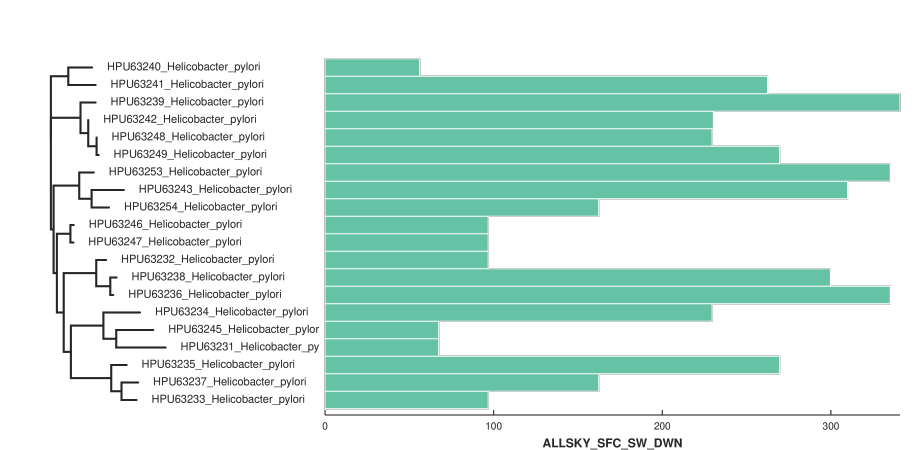 HPU63240_Helicobacter_pylori
HPU63241_Helicobacter_pylori
HPU63239_Helicobacter_pylori
HPU63242_Helicobacter_pylori
HPU63248_Helicobacter_pylori
HPU63249_Helicobacter_pylori
HPU63253_Helicobacter_pylori
HPU63243_Helicobacter_pylori
HPU63254_Helicobacter_pylori
HPU63246_Helicobacter_pylori
HPU63247_Helicobacter_pylori
HPU63232_Helicobacter_pylori
HPU63238_Helicobacter_pylori
HPU63236_Helicobacter_pylori
HPU63234_Helicobacter_pylori
HPU63245_Helicobacter_pylor
HPU63231_Helicobacter_py
HPU63235_Helicobacter_pylori
HPU63237_Helicobacter_pylori
HPU63233_Helicobacter_pylori
0 100 200 300
ALLSKY_SFC_SW_DWN